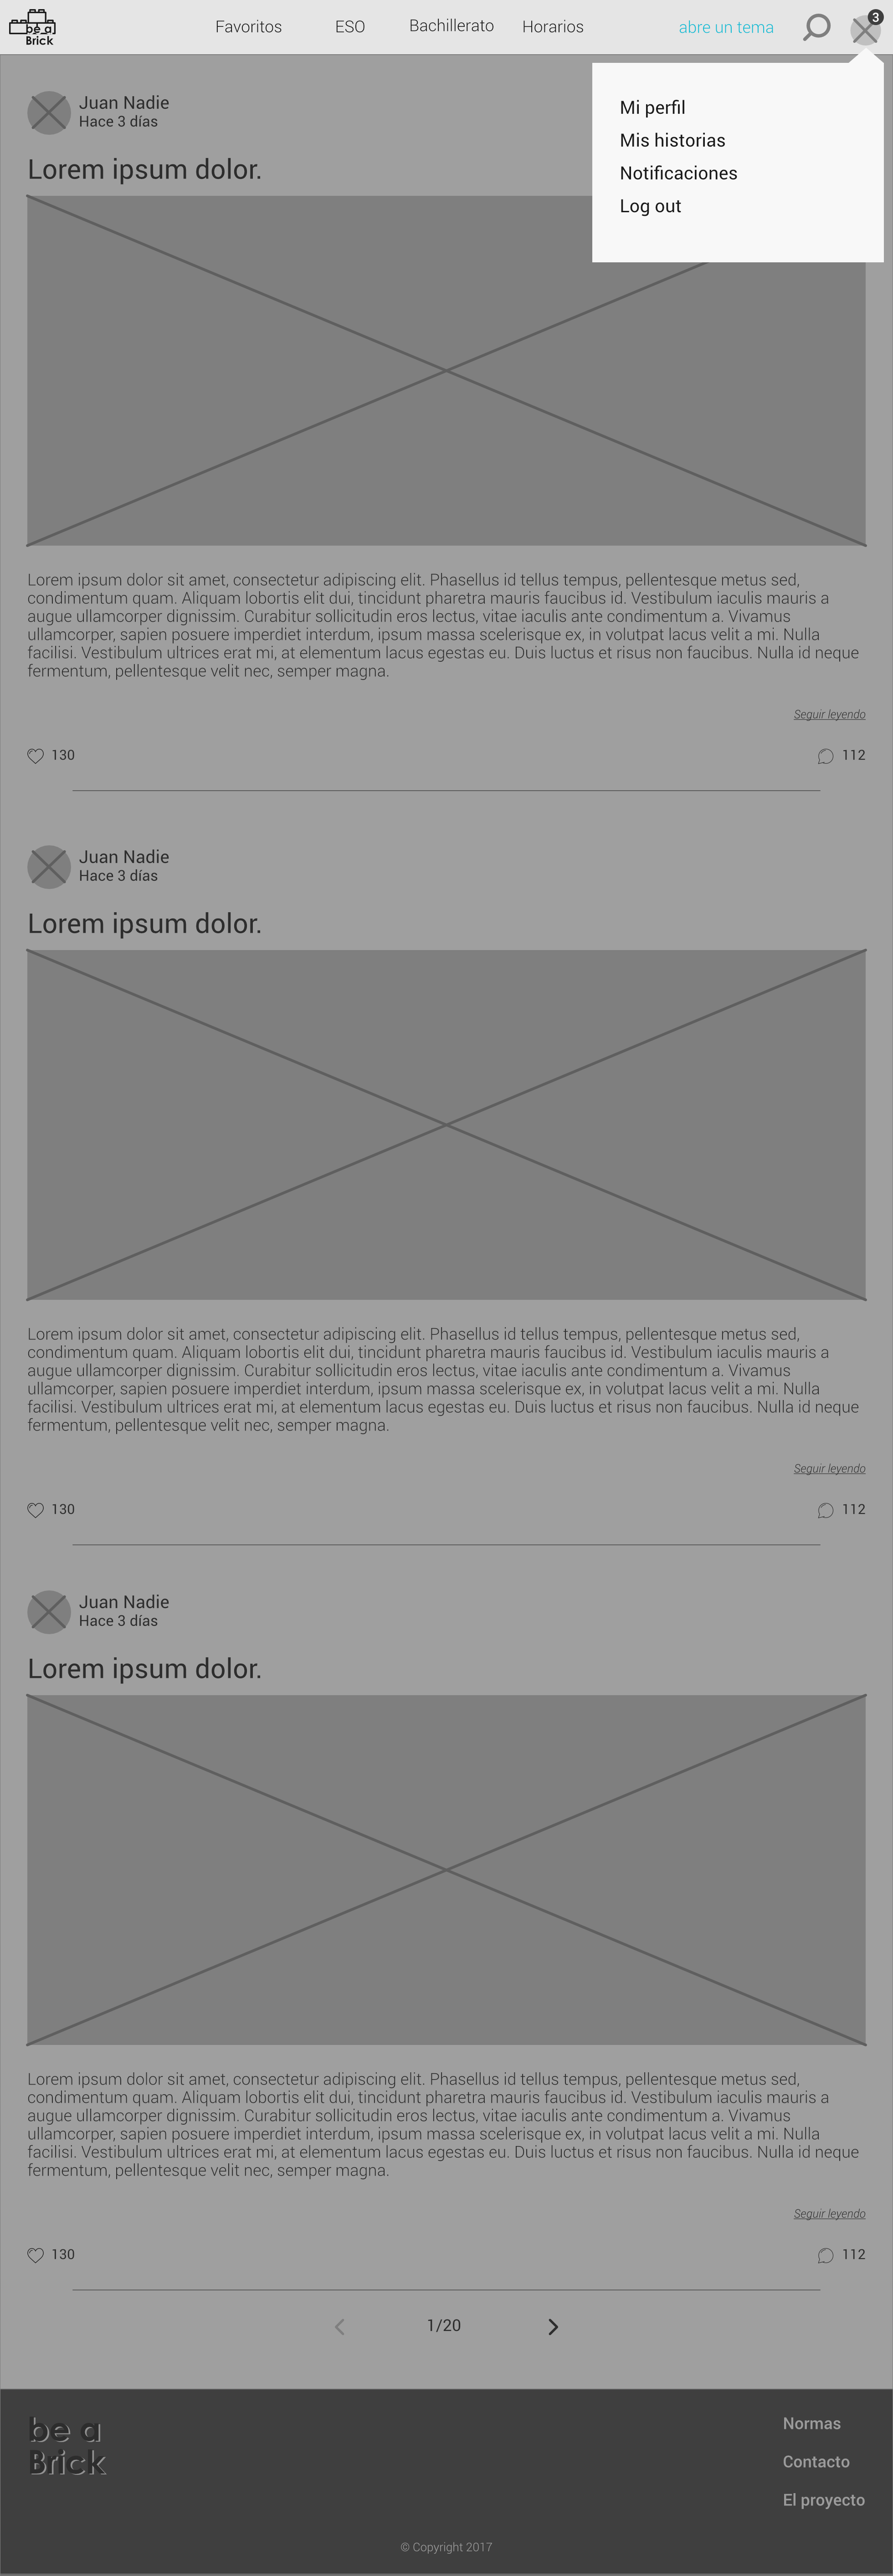 be a
Brick
Favoritos
ESO
Bachillerato
Horarios
abre un tema
3
Mi perfil
Mis historias
Notificaciones
Log out
Juan Nadie
Hace 3 días
Lorem ipsum dolor.
Lorem ipsum dolor sit amet, consectetur adipiscing elit. Phasellus id tellus tempus, pellentesque metus sed,
condimentum quam. Aliquam lobortis elit dui, tincidunt pharetra mauris faucibus id. Vestibulum iaculis mauris a
augue ullamcorper dignissim. Curabitur sollicitudin eros lectus, vitae iaculis ante condimentum a. Vivamus
ullamcorper, sapien posuere imperdiet interdum, ipsum massa scelerisque ex, in volutpat lacus velit a mi. Nulla
facilisi. Vestibulum ultrices erat mi, at elementum lacus egestas eu. Duis luctus et risus non faucibus. Nulla id neque
fermentum, pellentesque velit nec, semper magna.
Seguir leyendo
130
112
Juan Nadie
Hace 3 días
Lorem ipsum dolor.
Lorem ipsum dolor sit amet, consectetur adipiscing elit. Phasellus id tellus tempus, pellentesque metus sed,
condimentum quam. Aliquam lobortis elit dui, tincidunt pharetra mauris faucibus id. Vestibulum iaculis mauris a
augue ullamcorper dignissim. Curabitur sollicitudin eros lectus, vitae iaculis ante condimentum a. Vivamus
ullamcorper, sapien posuere imperdiet interdum, ipsum massa scelerisque ex, in volutpat lacus velit a mi. Nulla
facilisi. Vestibulum ultrices erat mi, at elementum lacus egestas eu. Duis luctus et risus non faucibus. Nulla id neque
fermentum, pellentesque velit nec, semper magna.
Seguir leyendo
130
112
Juan Nadie
Hace 3 días
Lorem ipsum dolor.
Lorem ipsum dolor sit amet, consectetur adipiscing elit. Phasellus id tellus tempus, pellentesque metus sed,
condimentum quam. Aliquam lobortis elit dui, tincidunt pharetra mauris faucibus id. Vestibulum iaculis mauris a
augue ullamcorper dignissim. Curabitur sollicitudin eros lectus, vitae iaculis ante condimentum a. Vivamus
ullamcorper, sapien posuere imperdiet interdum, ipsum massa scelerisque ex, in volutpat lacus velit a mi. Nulla
facilisi. Vestibulum ultrices erat mi, at elementum lacus egestas eu. Duis luctus et risus non faucibus. Nulla id neque
fermentum, pellentesque velit nec, semper magna.
Seguir leyendo
130
112
1/20
be a
Brick
Normas
Contacto
El proyecto
© Copyright 2017